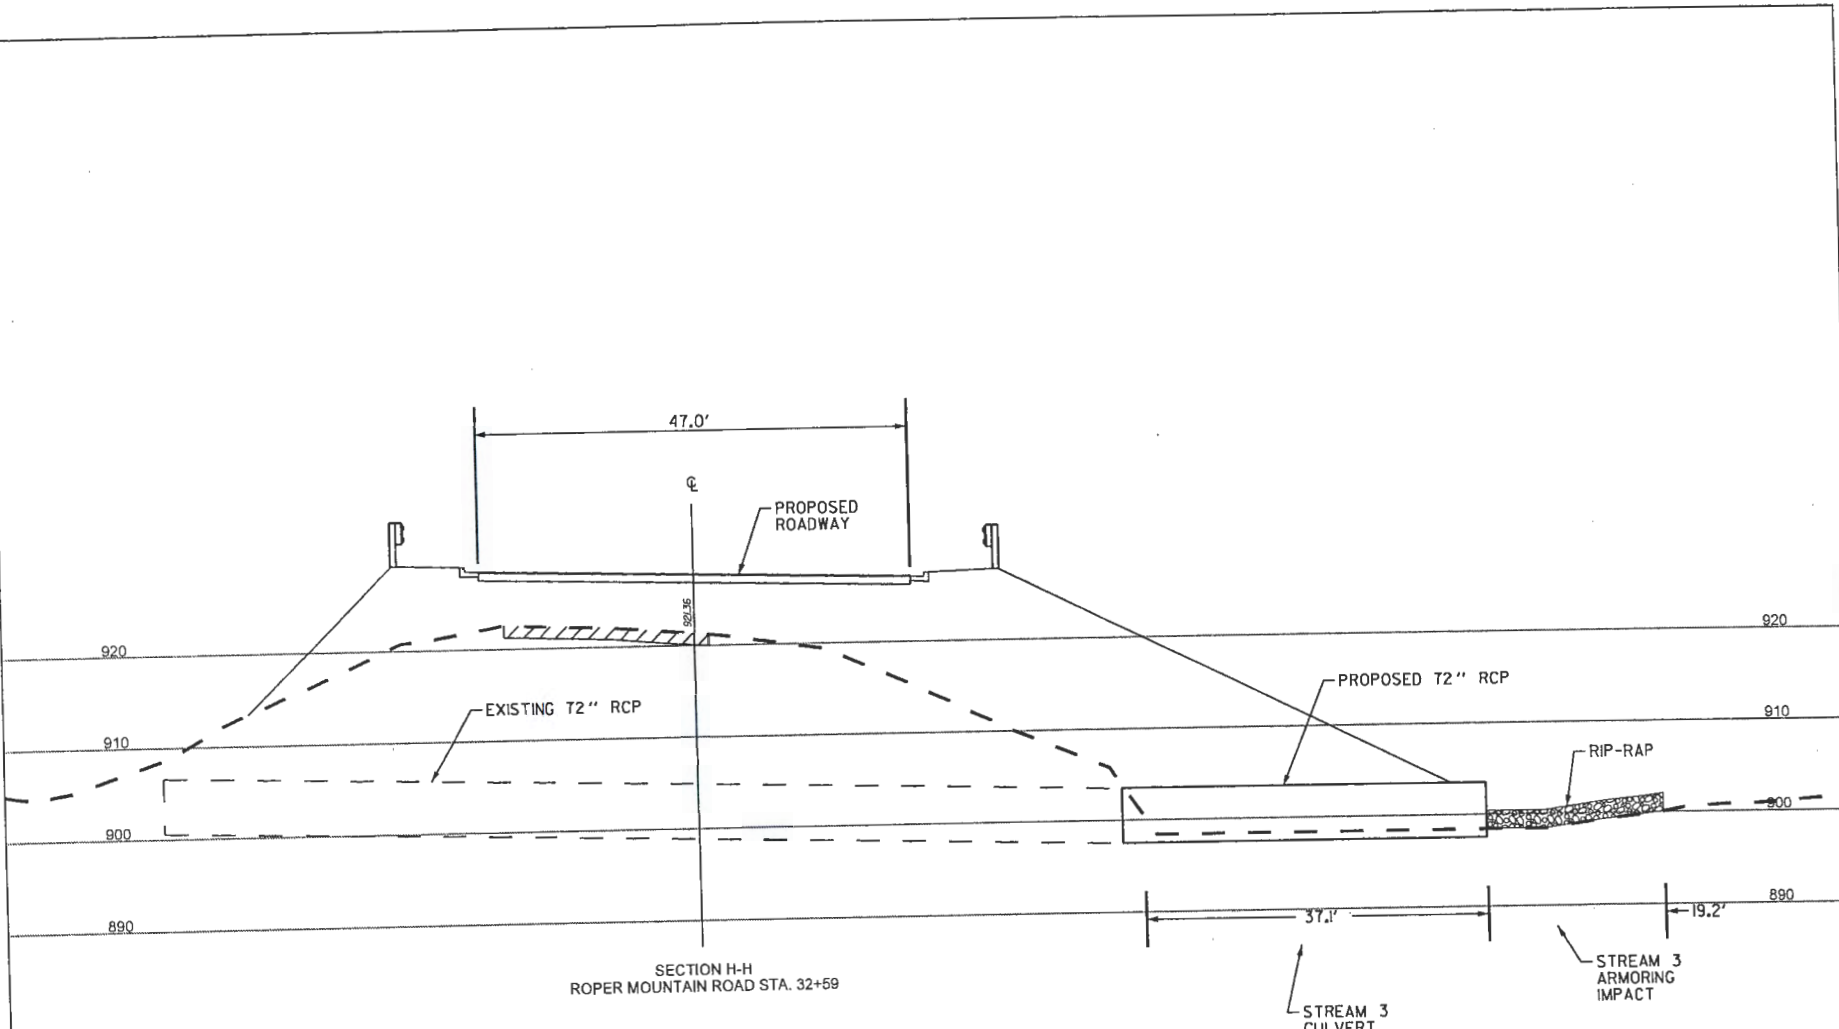 47.0'
℄
PROPOSED
ROADWAY
921.36
920
920
PROPOSED 72" RCP
EXISTING 72" RCP
910
910
RIP-RAP
900
900
890
890
37.1'
19.2'
SECTION H-H
ROPER MOUNTAIN ROAD STA. 32+59
STREAM 3
ARMORING
IMPACT
STREAM 3
CULVERT